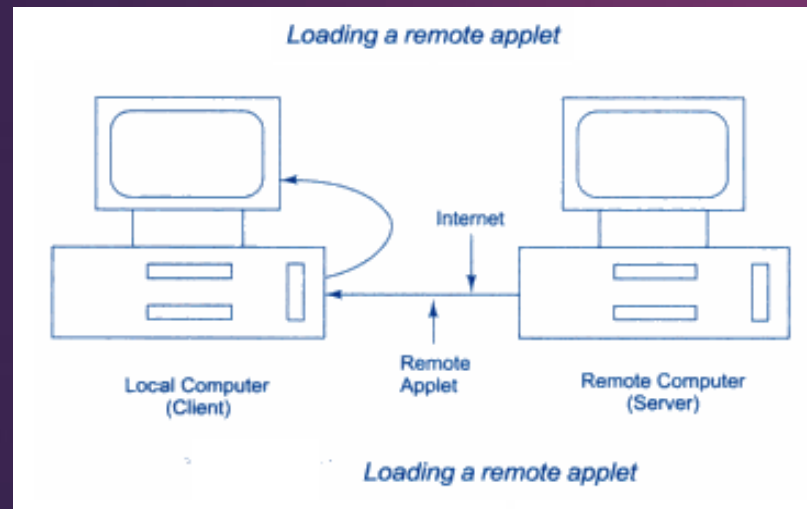 Loading a remote applet
Internet
Remote
Applet
Local Computer
(Client)
Remote Computer
(Server)
Loading a remote applet